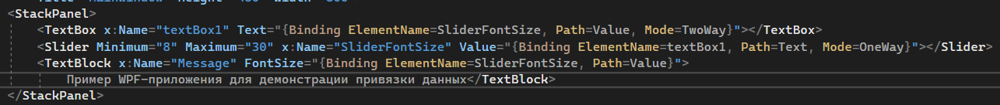 <StackPanel>
<TextBox x:Name="textBox1" Text="{Binding ElementName=SliderFontSize, Path=Value, Mode=TwoWay}"></TextBox>
<Slider Minimum="8" Maximum="30" x:Name="SliderFontSize" Value="{Binding ElementName=textBox1, Path=Text, Mode=OneWay}"></Slider>
<TextBlock x:Name="Message" FontSize="{Binding ElementName=SliderFontSize, Path=Value}">
Пример WPF-приложения для демонстрации привязки данных</TextBlock>
</StackPanel>